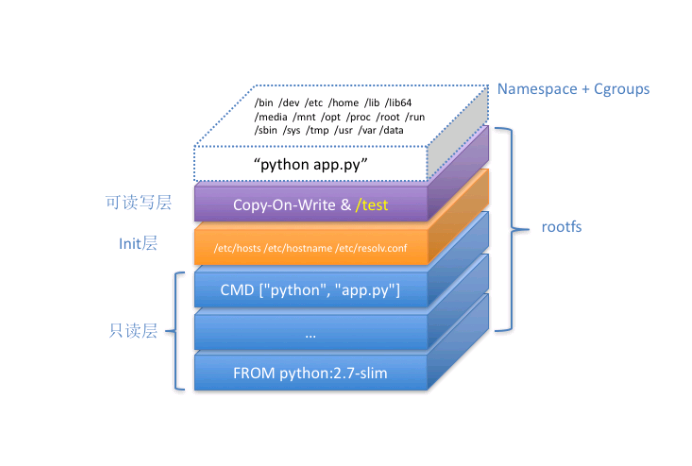 Namespace + Cgroups
/bin /dev /etc /home /lib /lib64
/media /mnt /opt /proc /root /run
/sbin /sys /tmp /usr /var /data
“python app.py”
可读写层
Copy-On-Write & /test
rootfs
Init层
/etc/hosts /etc/hostname /etc/resolv.conf
CMD ["python", "app.py"]
只读层
...
FROM python:2.7-slim